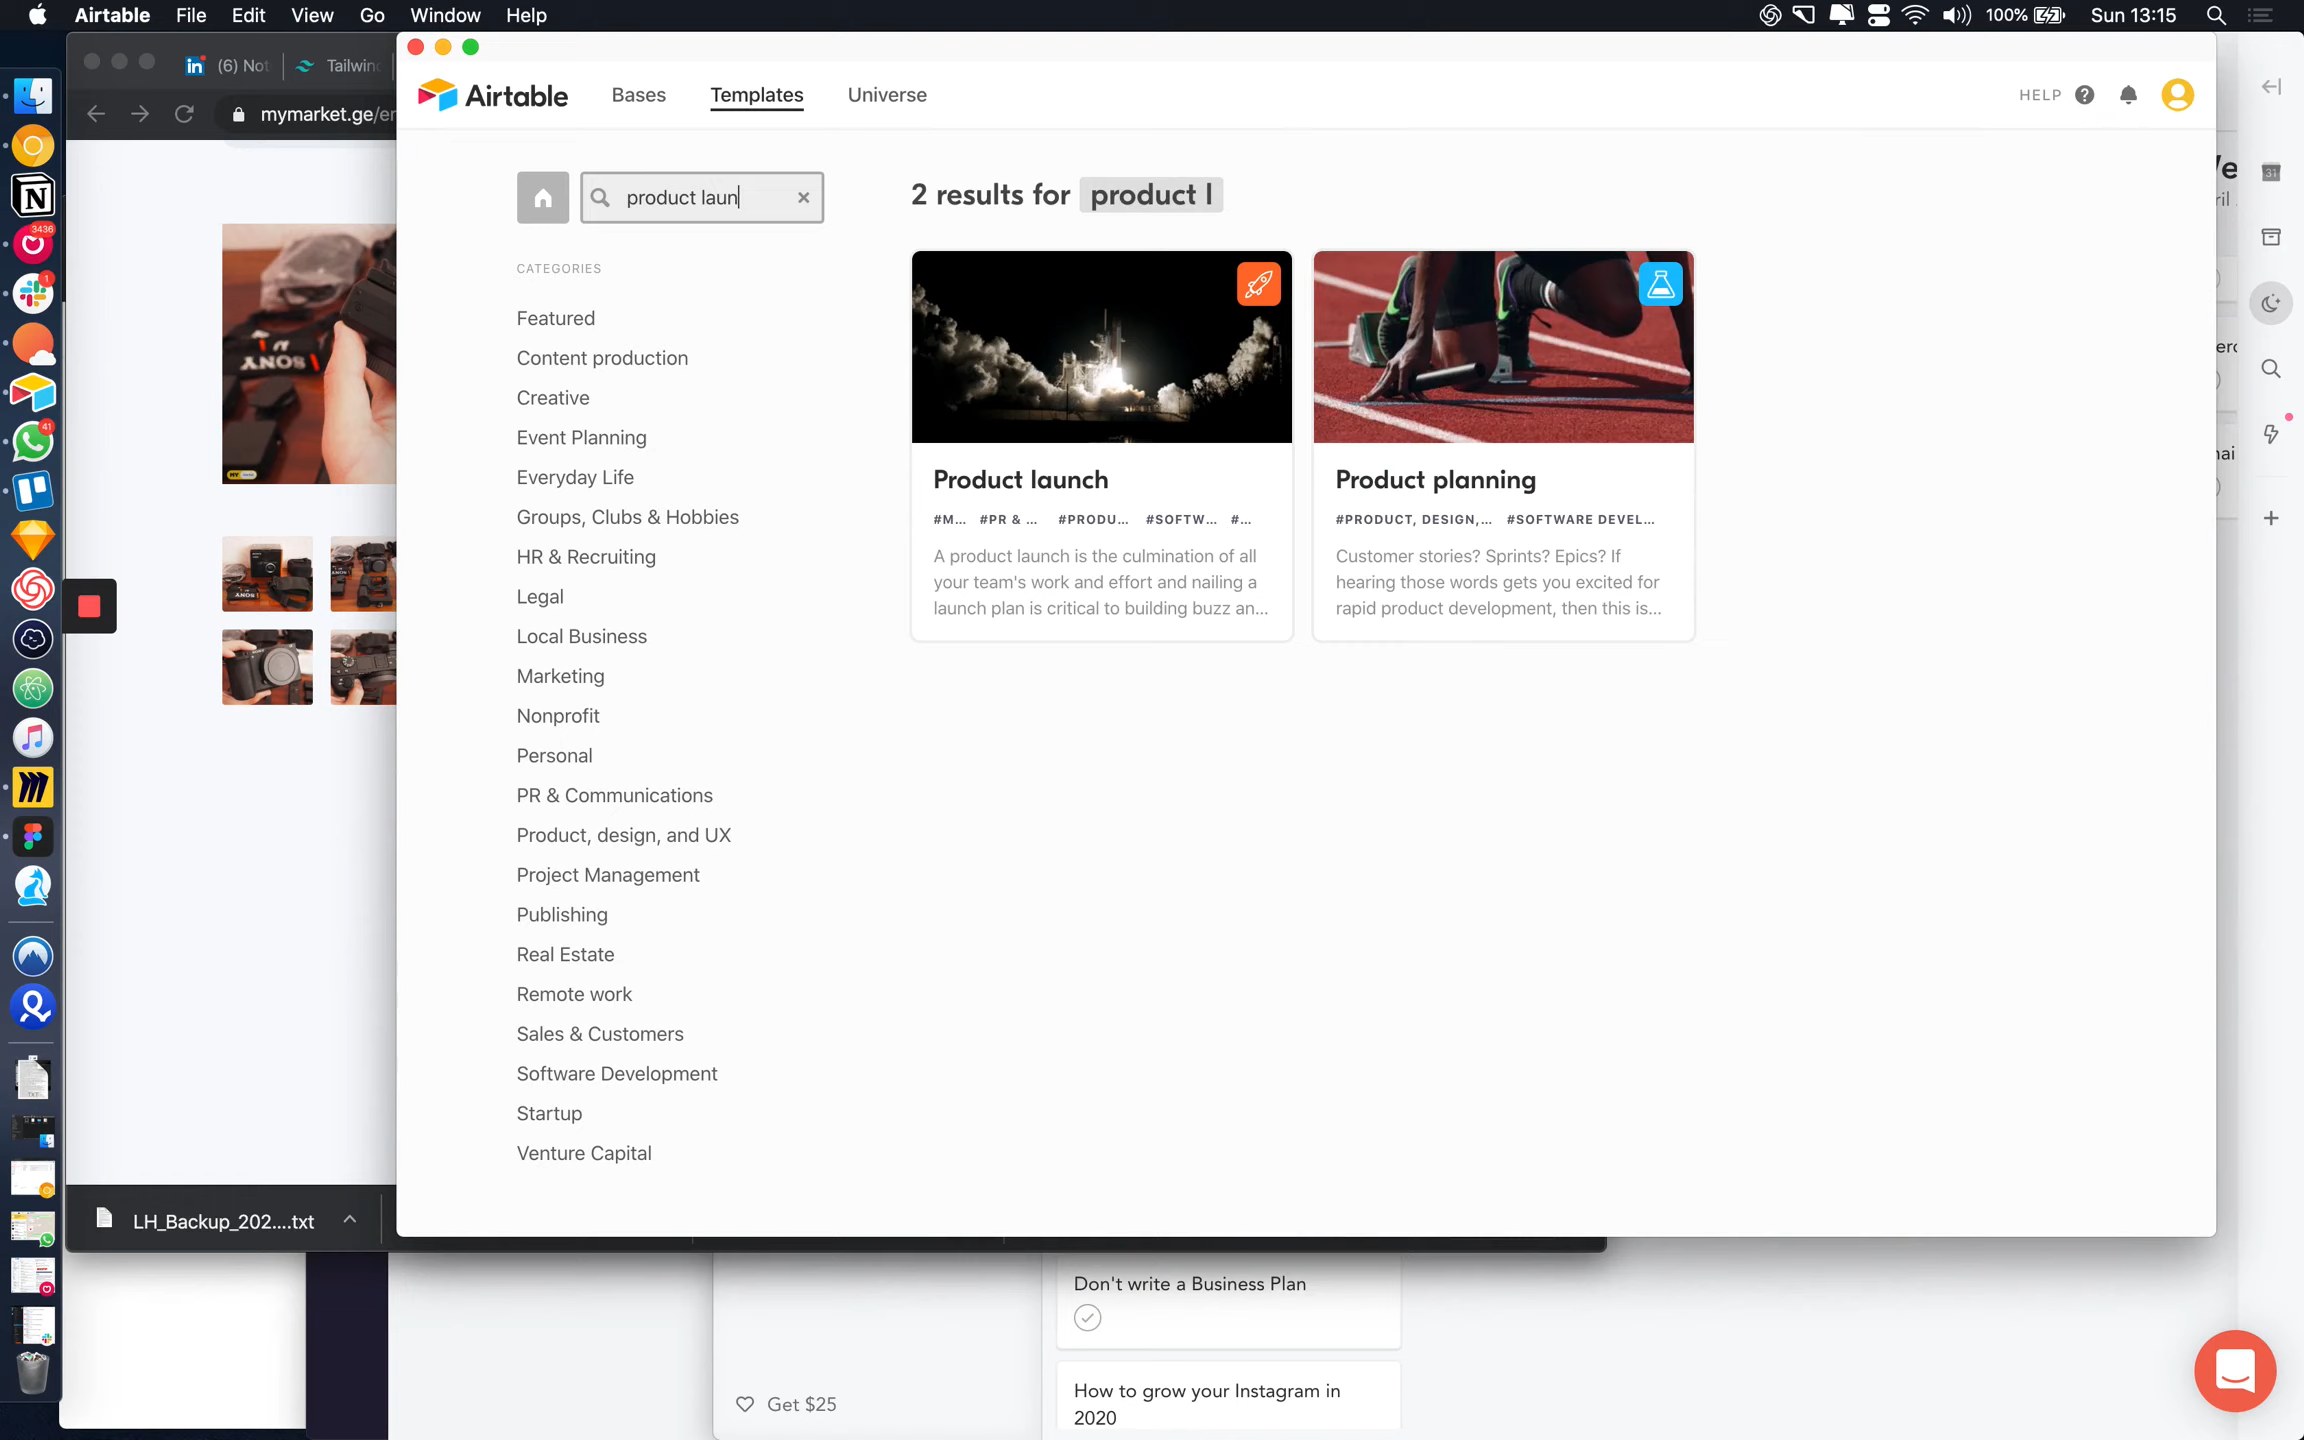 Airtable File Edit View Go Window Help
100% Sun 13:15
(6) Not
Tailwind
mymarket.ge/en
Airtable
Bases
Templates
Universe
HELP
product laun
2 results for product l
CATEGORIES
Featured
Content production
Creative
Event Planning
Everyday Life
Groups, Clubs & Hobbies
HR & Recruiting
Legal
Local Business
Marketing
Nonprofit
Personal
PR & Communications
Product, design, and UX
Project Management
Publishing
Real Estate
Remote work
Sales & Customers
Software Development
Startup
Venture Capital
Product launch
#M... #PR & ... #PRODU... #SOFTW... #...
A product launch is the culmination of all
your team's work and effort and nailing a
launch plan is critical to building buzz an...
Product planning
#PRODUCT, DESIGN,... #SOFTWARE DEVEL...
Customer stories? Sprints? Epics? If
hearing those words gets you excited for
rapid product development, then this is...
3436
1
41
31
SONY
LH_Backup_202....txt
Get $25
Don't write a Business Plan
How to grow your Instagram in
2020